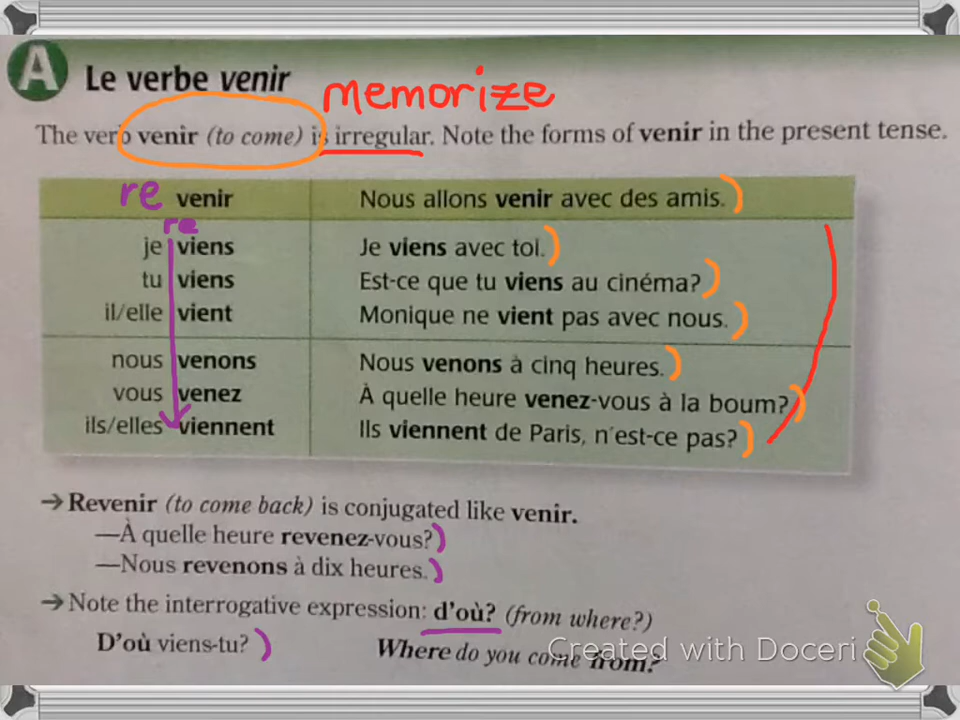 A Le verbe venir
memorize
The verb venir (to come) is irregular. Note the forms of venir in the present tense.
re venir Nous allons venir avec des amis.
re
je viens Je viens avec toi.
tu viens Est-ce que tu viens au cinéma?
il/elle vient Monique ne vient pas avec nous.
nous venons Nous venons à cinq heures.
vous venez À quelle heure venez-vous à la boum?
ils/elles viennent Ils viennent de Paris, n'est-ce pas?
→ Revenir (to come back) is conjugated like venir.
—À quelle heure revenez-vous?
—Nous revenons à dix heures.
→ Note the interrogative expression: d'où? (from where?)
D'où viens-tu? Where do you come from?
Created with Doceri